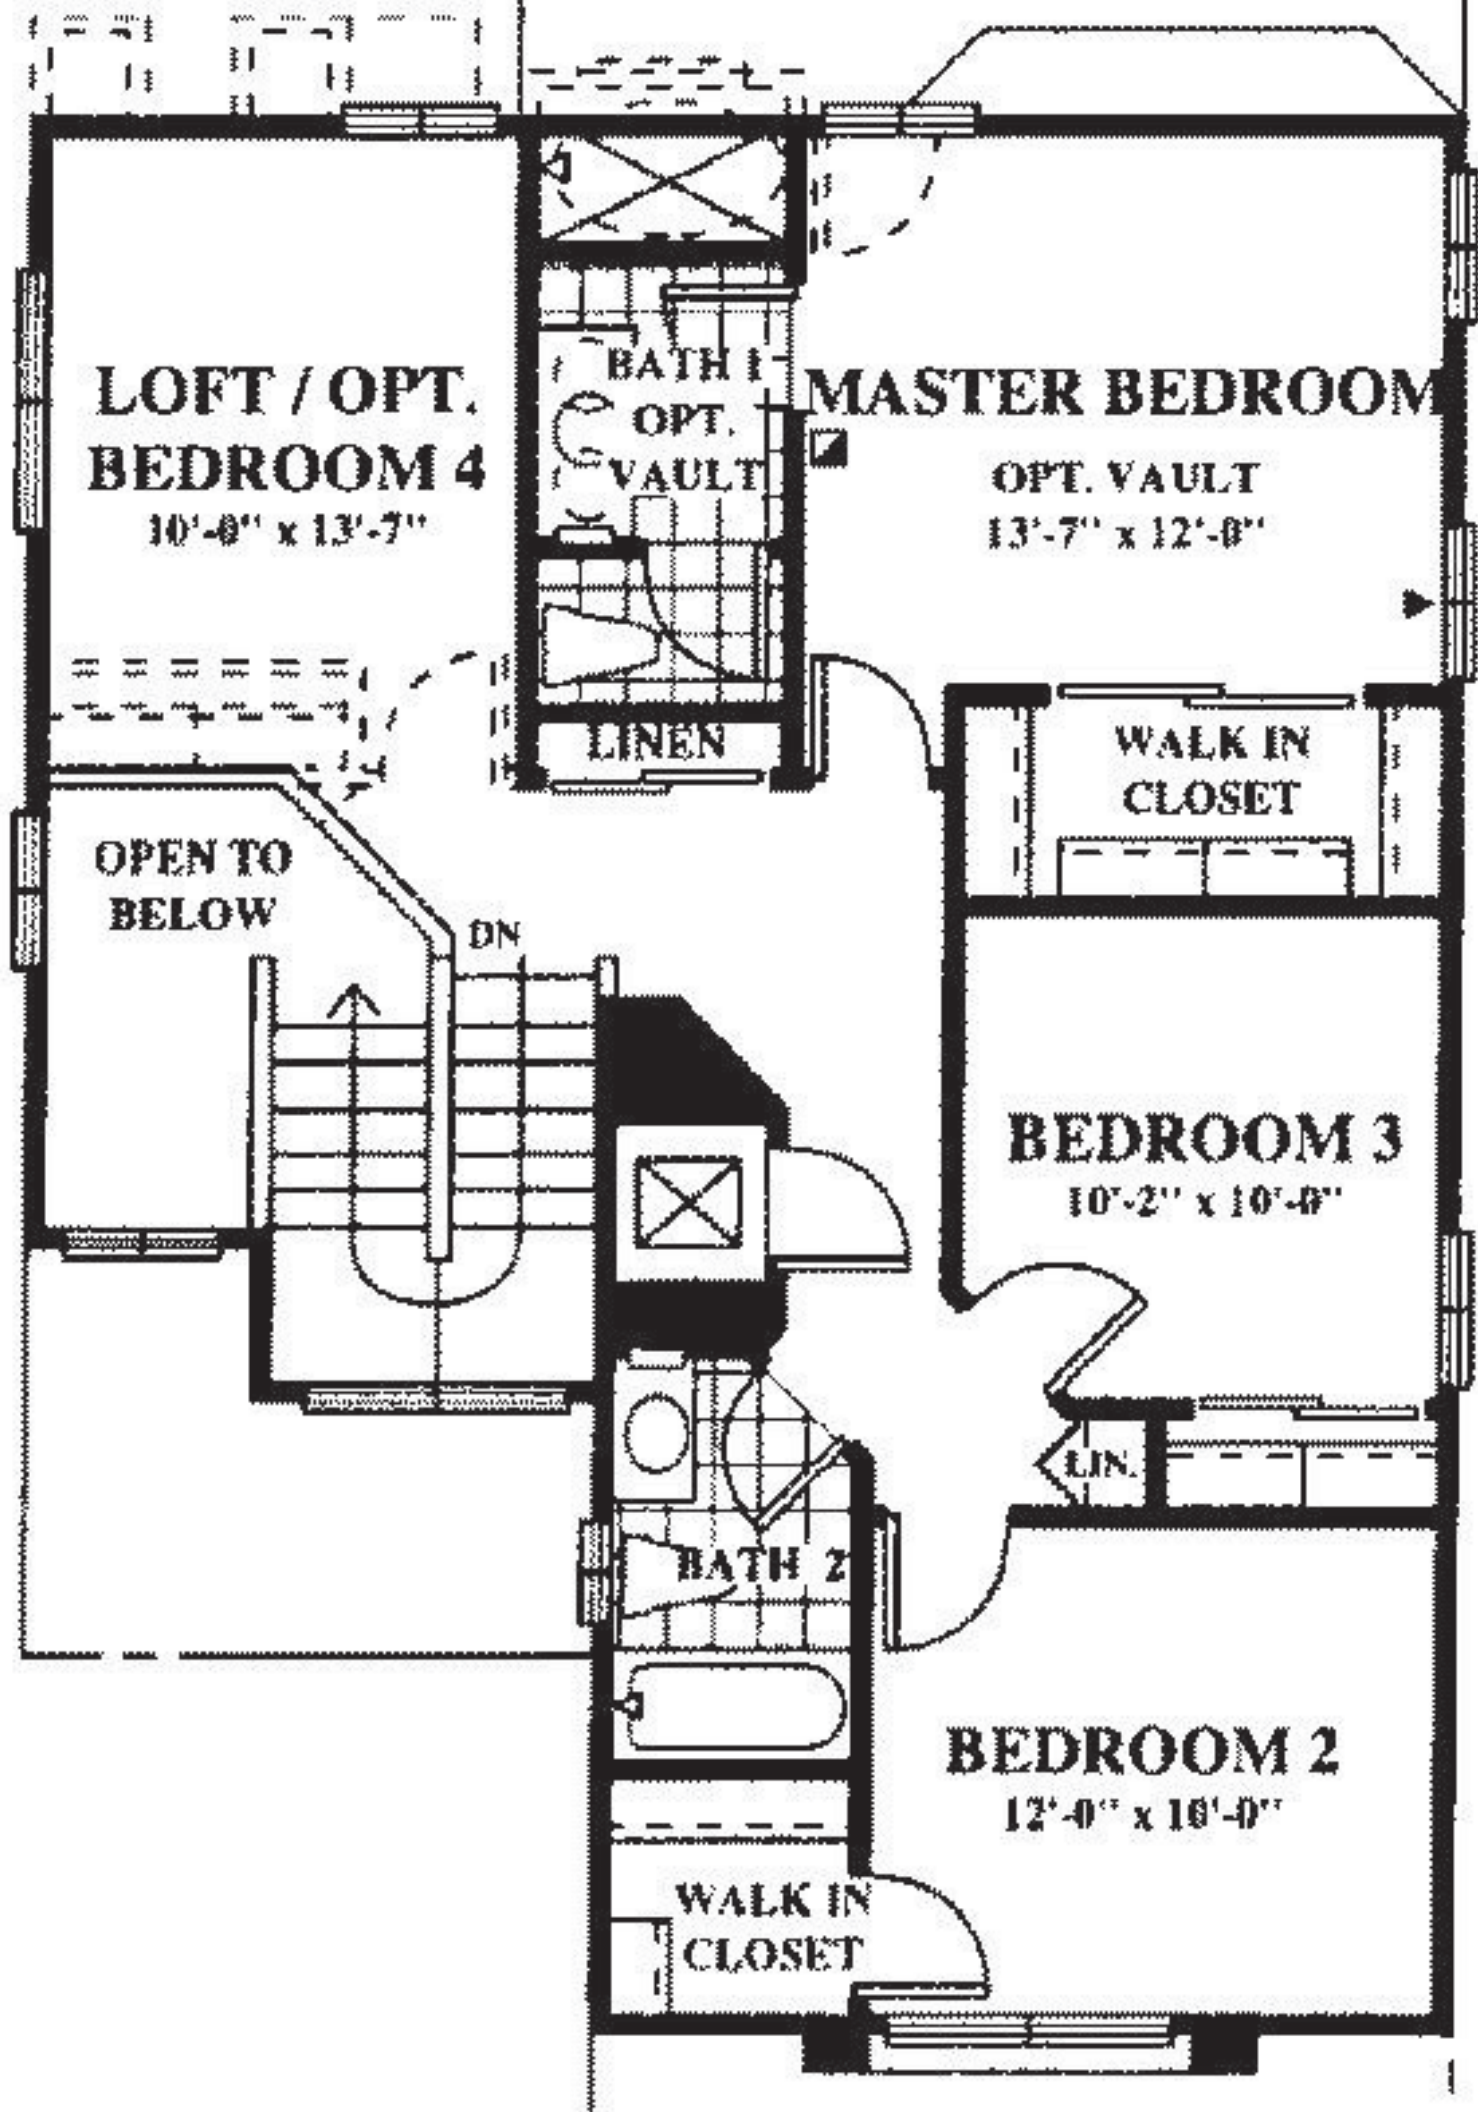 LOFT / OPT.
BEDROOM 4
10'-0" x 13'-7"
BATH 1
OPT.
VAULT
MASTER BEDROOM
OPT. VAULT
13'-7" x 12'-0"
LINEN
WALK IN
CLOSET
OPEN TO
BELOW
DN
BEDROOM 3
10'-2" x 10'-0"
LIN.
BATH 2
BEDROOM 2
12'-0" x 10'-0"
WALK IN
CLOSET